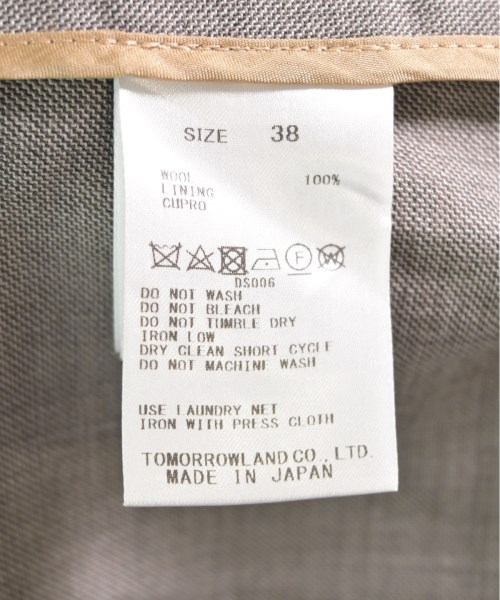 SIZE 38
WOOL 100%
LINING
CUPRO
F W
DS006
DO NOT WASH
DO NOT BLEACH
DO NOT TUMBLE DRY
IRON LOW
DRY CLEAN SHORT CYCLE
DO NOT MACHINE WASH
USE LAUNDRY NET
IRON WITH PRESS CLOTH
TOMORROWLAND CO., LTD.
MADE IN JAPAN